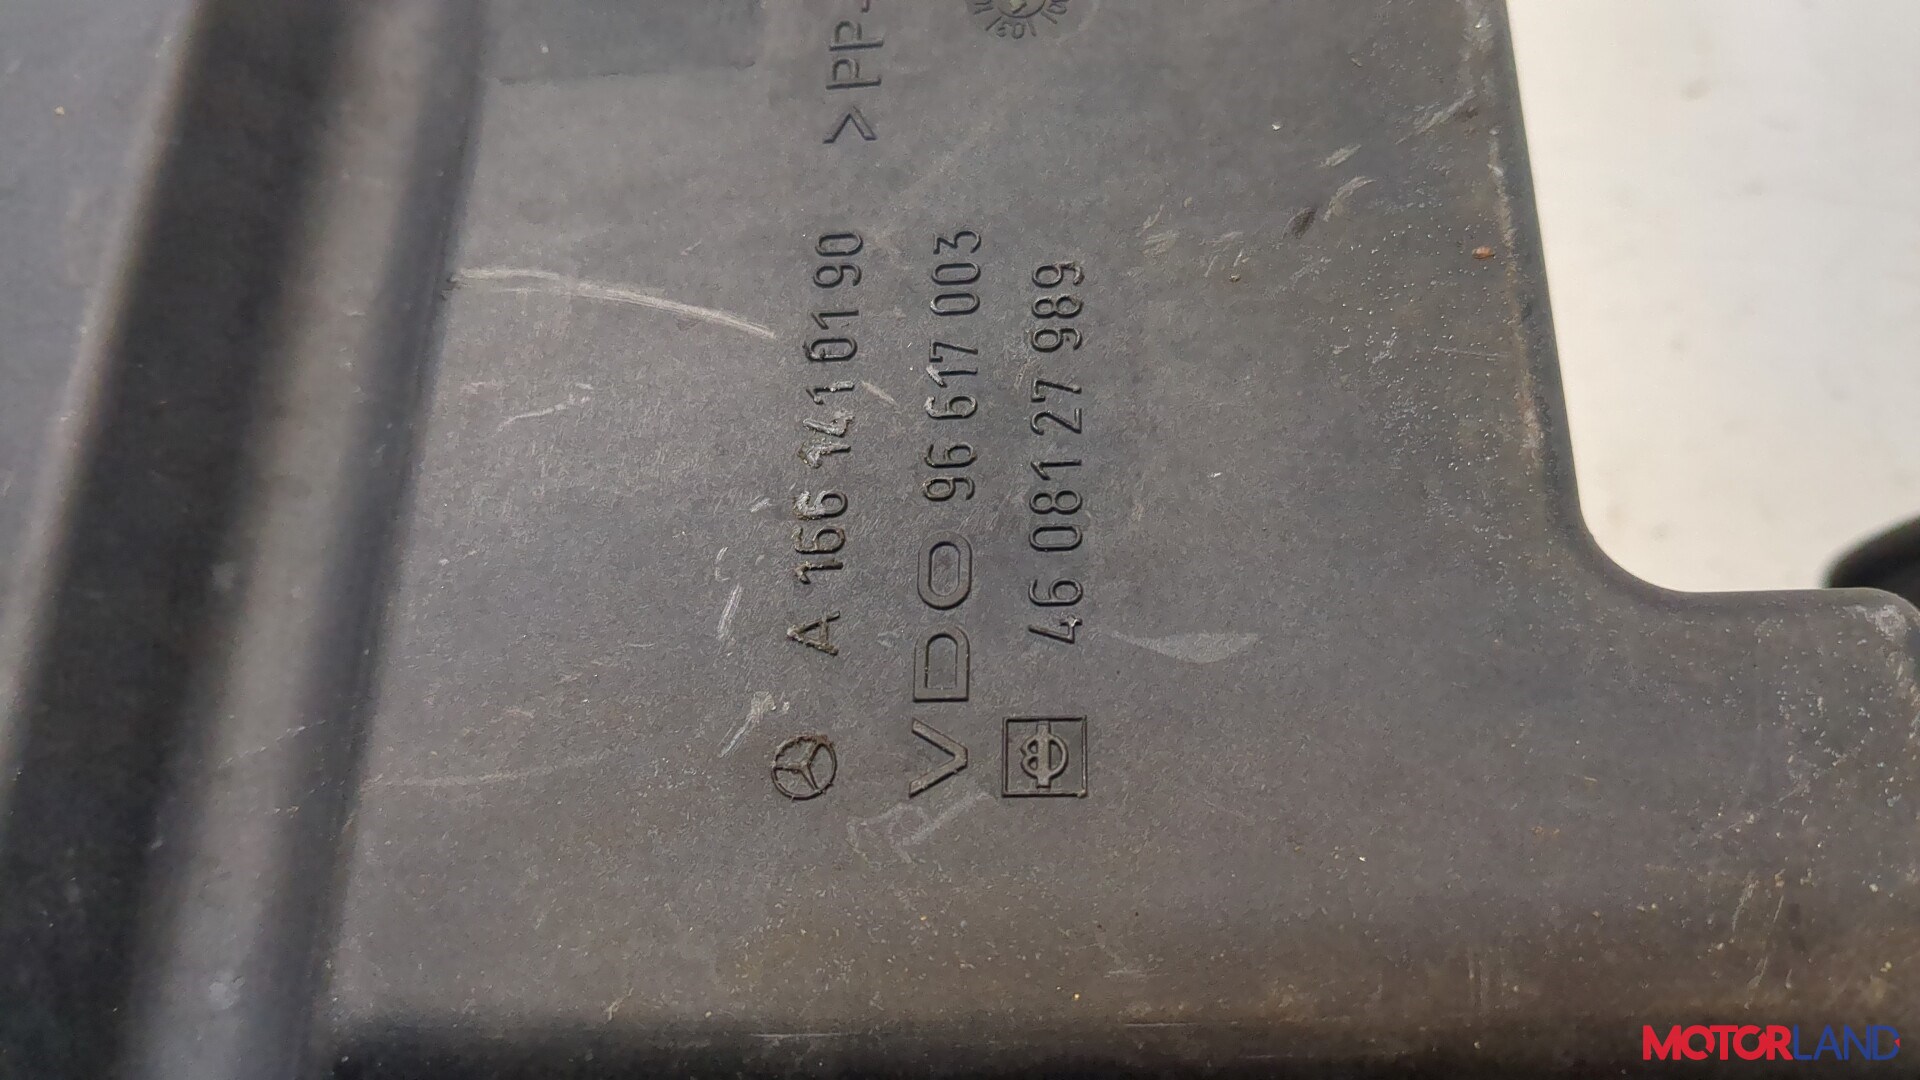 A 166 141 01 90 >PP-
VDO 96 617 003
46 081 27 989
MOTORLAND